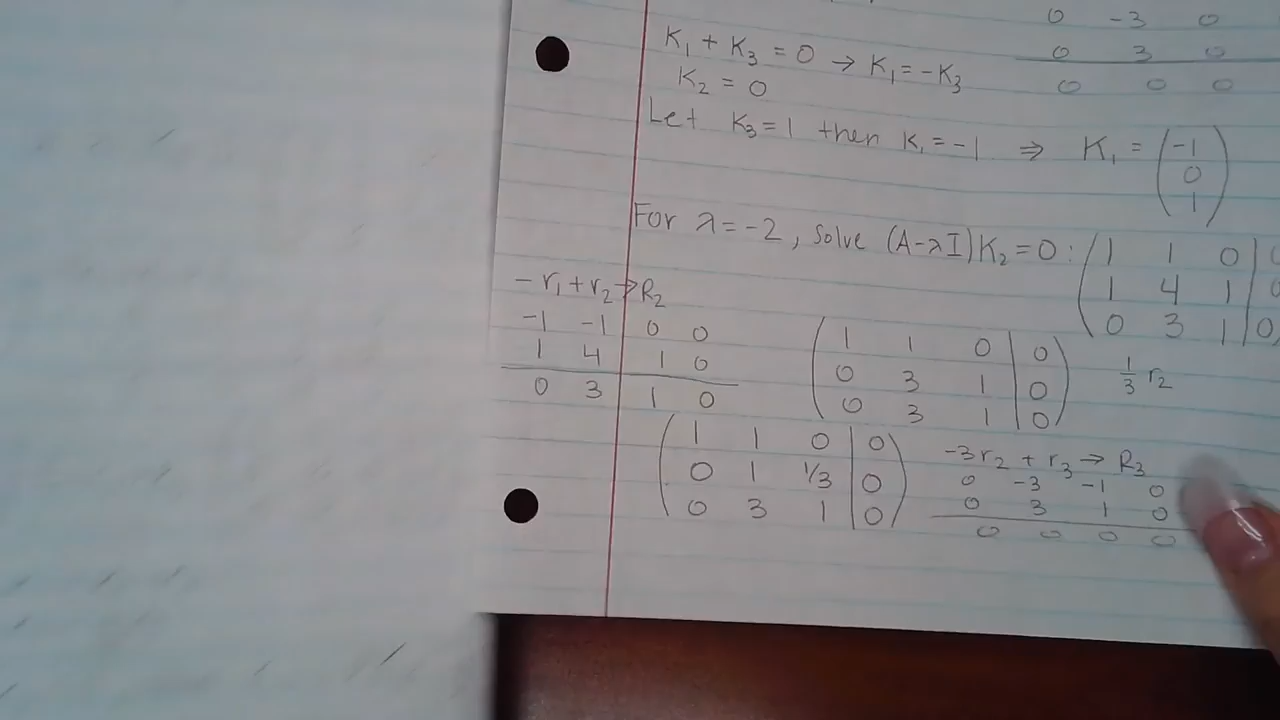 0 -3 0
K₁ + K₃ = 0 → K₁ = -K₃
0 3 0
K₂ = 0
0 0 0
Let K₃ = 1 then K₁ = -1 ⇒ K₁ = (-1
0
1)
For λ = -2, solve (A-λI)K₂ = 0: (1 1 0 |
1 4 1 |
0 3 1 | 0
- r₁ + r₂ → R₂
-1 -1 0 0
1 4 1 0
0 3 1 0
(1 1 0 | 0
0 3 1 | 0
0 3 1 | 0)
1/3 r₂
(1 1 0 | 0
0 1 1/3 | 0
0 3 1 | 0)
-3r₂ + r₃ → R₃
0 -3 -1 0
0 3 1 0
0 0 0 0